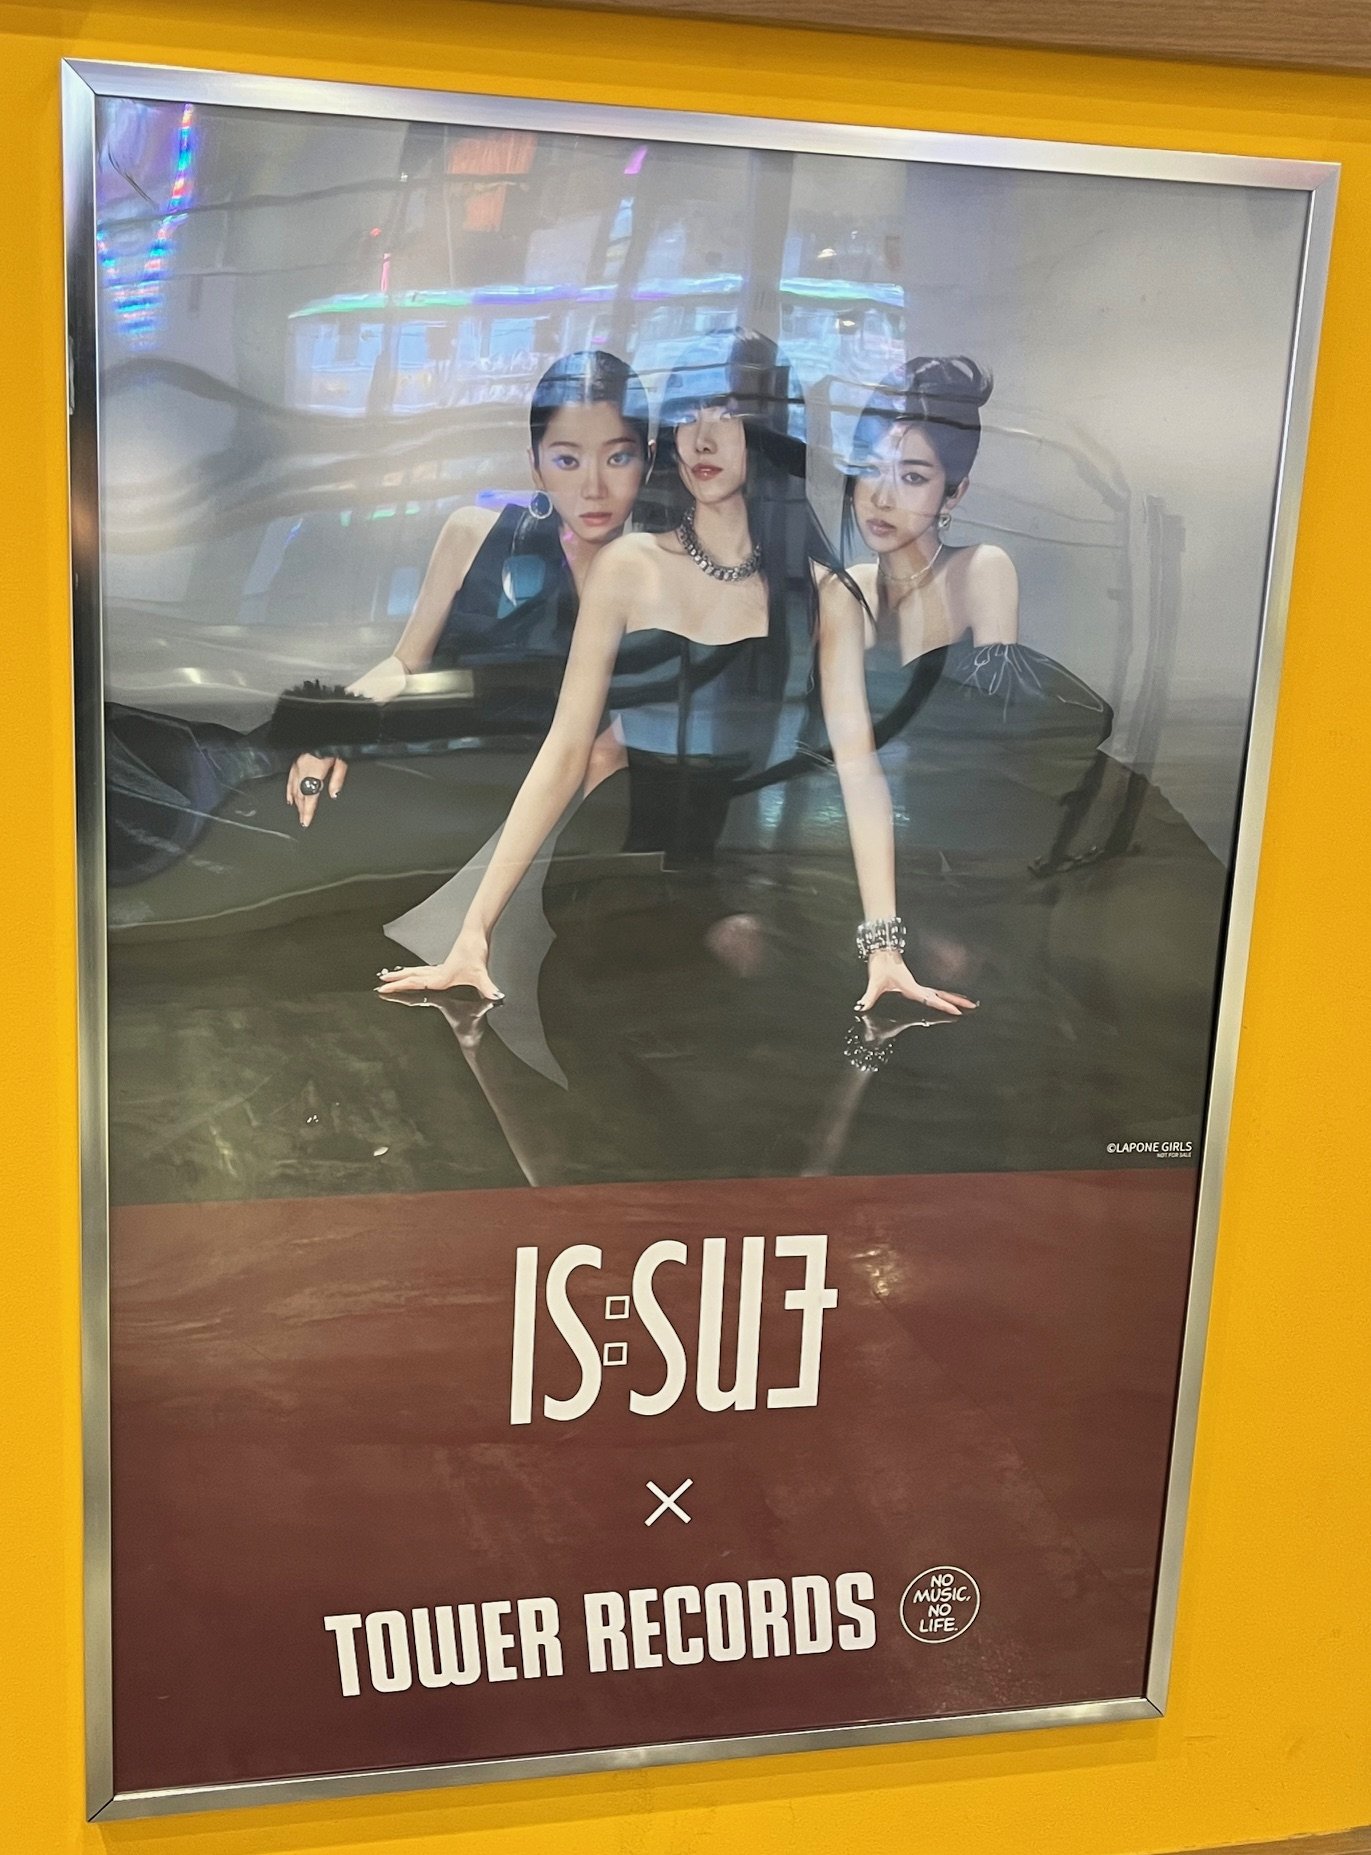 ©LAPONE GIRLS
NOT FOR SALE
IS:SUE
×
TOWER RECORDS
NO
MUSIC,
NO
LIFE.